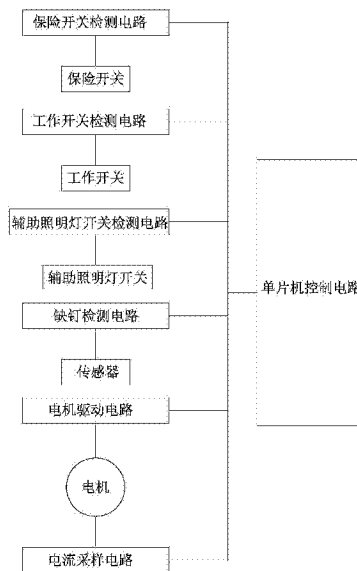 保险开关检测电路
保险开关
工作开关检测电路
工作开关
辅助照明灯开关检测电路
辅助照明灯开关
单片机控制电路
缺钉检测电路
传感器
电机驱动电路
电机
电流采样电路